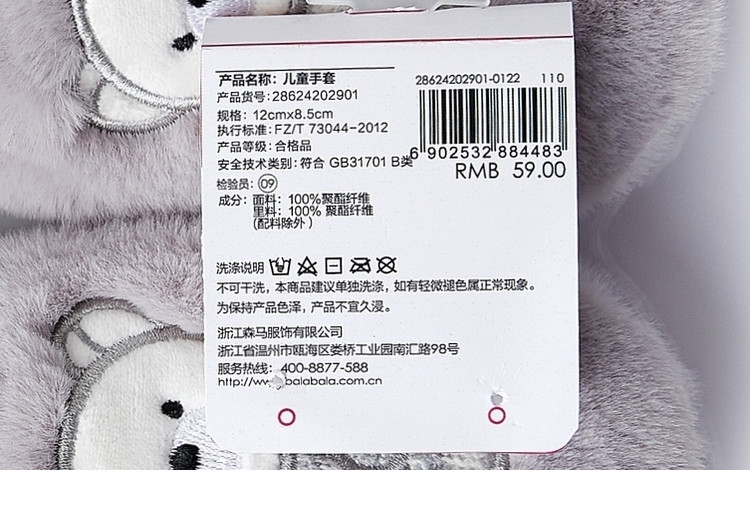 产品名称：儿童手套
产品货号：28624202901
规格：12cmx8.5cm
执行标准：FZ/T 73044-2012
产品等级：合格品
安全技术类别：符合 GB31701 B类
检验员：09
成分：面料：100%聚酯纤维
里料：100% 聚酯纤维
(配料除外 )
28624202901-0122 110
6 902532 884483
RMB 59.00
洗涤说明
不可干洗，本商品建议单独洗涤，如有轻微褪色属正常现象。
为保持产品色泽，产品不宜久浸。
浙江森马服饰有限公司
浙江省温州市瓯海区娄桥工业园南汇路98号
服务热线：400-8877-588